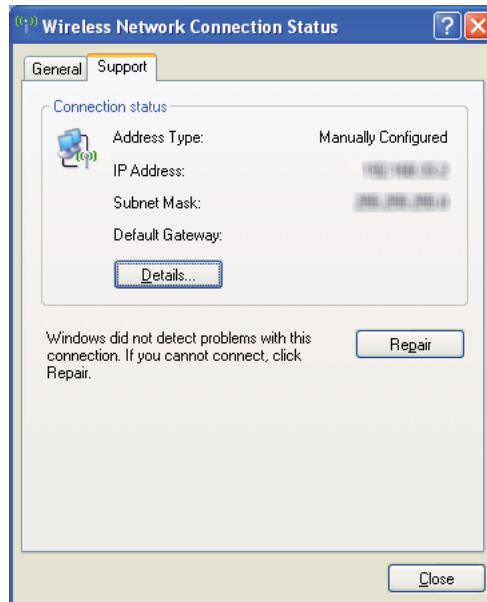 Wireless Network Connection Status
General Support
Connection status
Address Type: Manually Configured
IP Address:
Subnet Mask:
Default Gateway:
Details...
Windows did not detect problems with this
connection. If you cannot connect, click
Repair.
Repair
Close